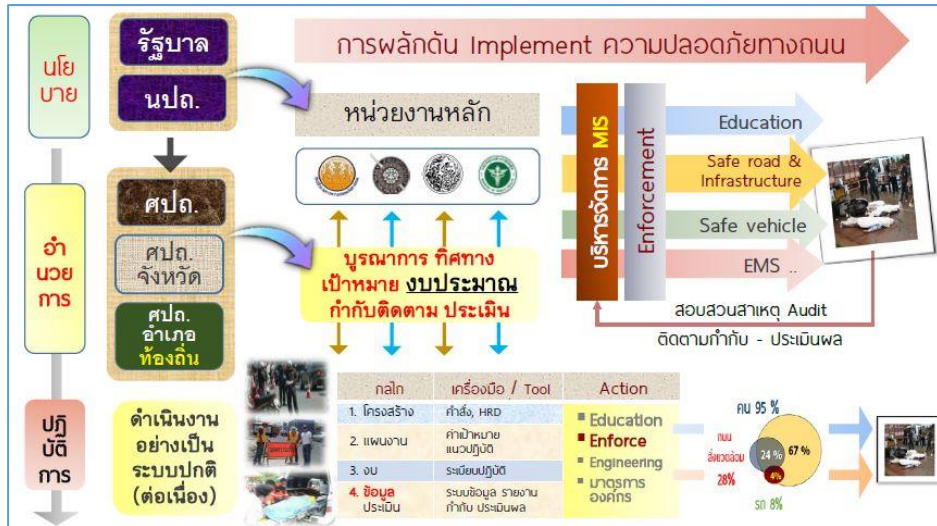 นโย
บาย
รัฐบาล
นปถ.
การผลักดัน Implement ความปลอดภัยทางถนน
หน่วยงานหลัก
บริหารจัดการ MIS
Enforcement
Education
Safe road &
Infrastructure
Safe vehicle
EMS ..
อำ
นวย
การ
ศปถ.
ศปถ.
จังหวัด
ศปถ.
อำเภอ
ท้องถิ่น
บูรณาการ ทิศทาง
เป้าหมาย งบประมาณ
กำกับติดตาม ประเมิน
สอบสวนสาเหตุ Audit
ติดตามกำกับ - ประเมินผล
ปฏิ
บัติ
การ
ดำเนินงาน
อย่างเป็น
ระบบปกติ
(ต่อเนื่อง)
กลไก เครื่องมือ / Tool Action
1. โครงสร้าง คำสั่ง, HRD
2. แผนงาน ค่าเป้าหมาย
แนวปฏิบัติ
3. งบ ระเบียบปฏิบัติ
4. ข้อมูล ระบบข้อมูล รายงาน
ประเมิน กำกับ ประเมินผล
Education
Enforce
Engineering
มาตรการ
องค์กร
คน 95 %
ถนน
สิ่งแวดล้อม
28%
24 %
67 %
4%
รถ 8%